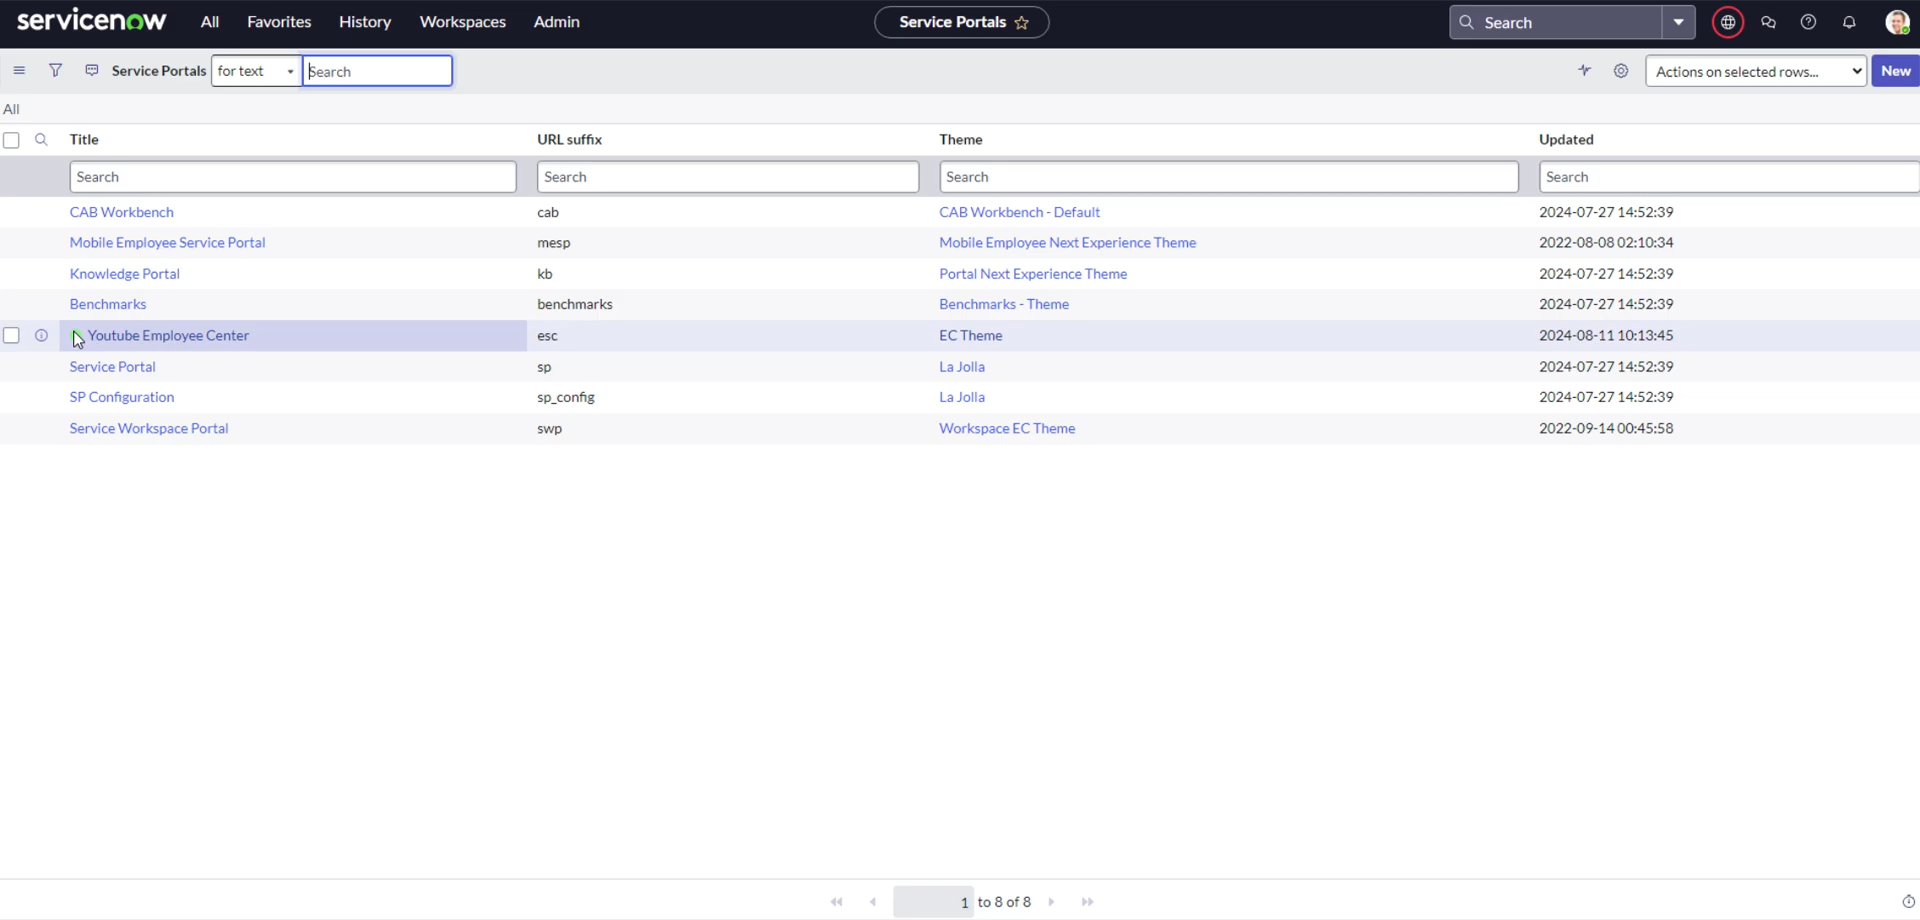 servicenow All Favorites History Workspaces Admin Service Portals Search
Service Portals for text Search Actions on selected rows... New
All
Title URL suffix Theme Updated
Search Search Search Search
CAB Workbench cab CAB Workbench - Default 2024-07-27 14:52:39
Mobile Employee Service Portal mesp Mobile Employee Next Experience Theme 2022-08-08 02:10:34
Knowledge Portal kb Portal Next Experience Theme 2024-07-27 14:52:39
Benchmarks benchmarks Benchmarks - Theme 2024-07-27 14:52:39
Youtube Employee Center esc EC Theme 2024-08-11 10:13:45
Service Portal sp La Jolla 2024-07-27 14:52:39
SP Configuration sp_config La Jolla 2024-07-27 14:52:39
Service Workspace Portal swp Workspace EC Theme 2022-09-14 00:45:58
1 to 8 of 8